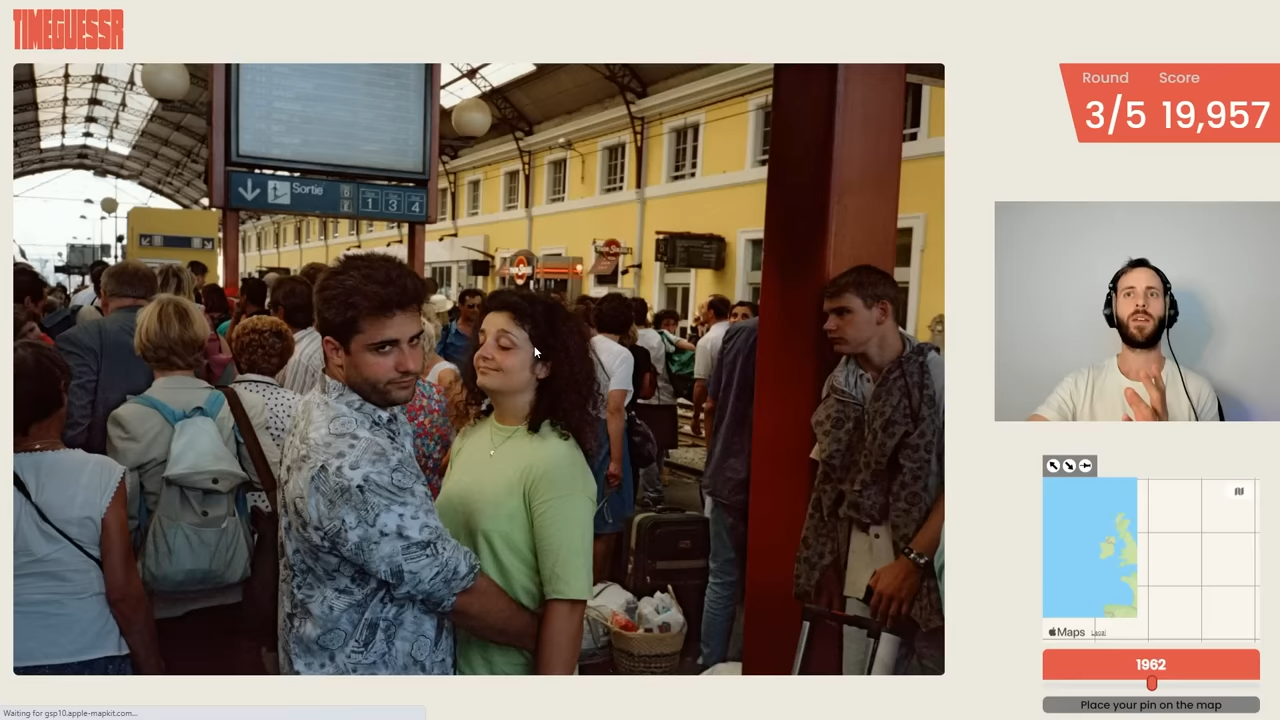 TIMEGUESSR
Round Score
3/5 19,957
Sortie
1 3 4
Maps
Legal
1962
Place your pin on the map
Waiting for gsp10.apple-mapkit.com...